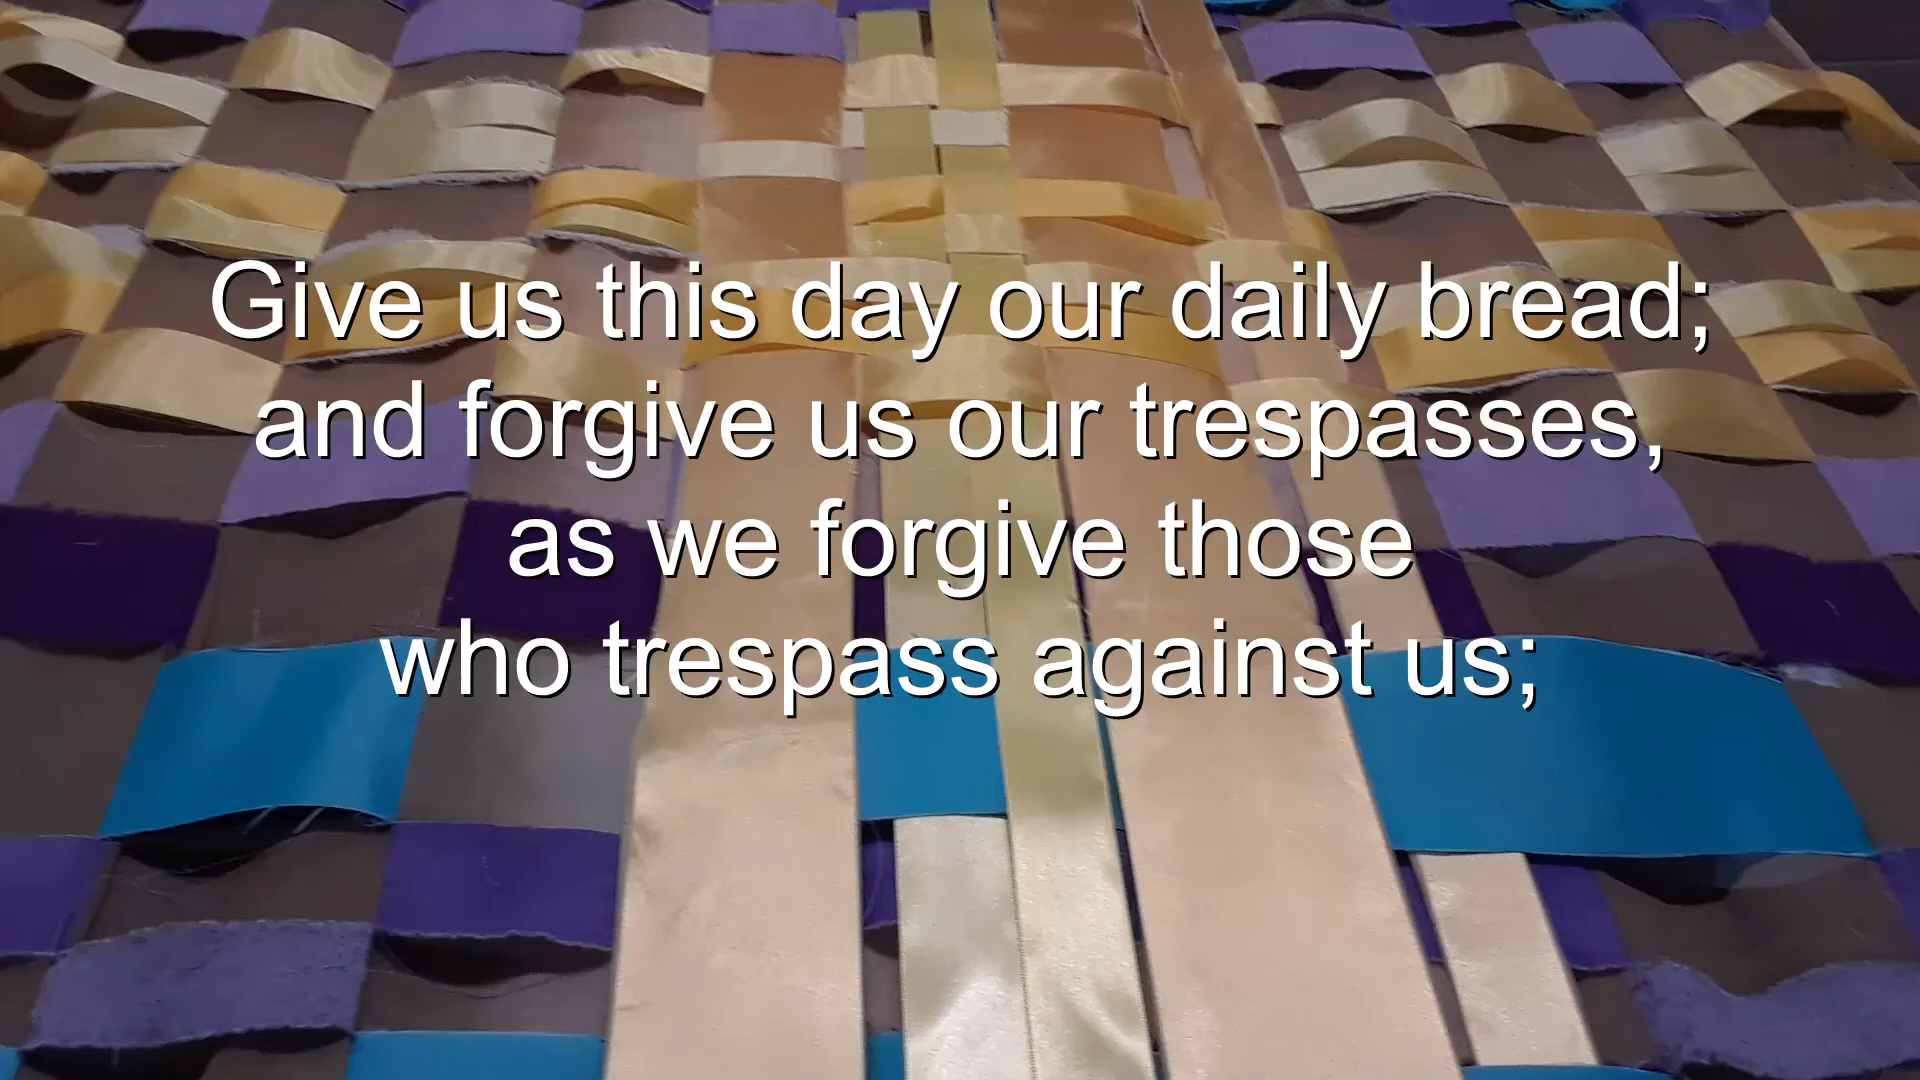 Give us this day our daily bread;
and forgive us our trespasses,
as we forgive those
who trespass against us;